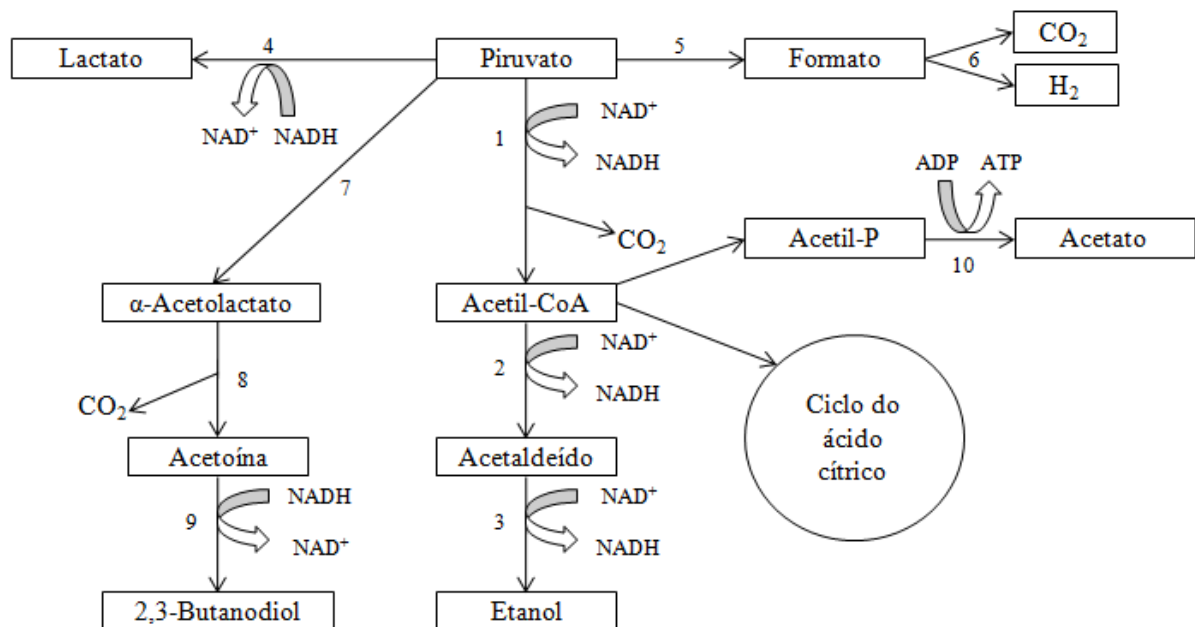 Lactato
4
Piruvato
5
Formato
6
CO₂
H₂
NAD⁺ NADH
1
NAD⁺
NADH
7
CO₂
ADP ATP
Acetil-P
10
Acetato
α-Acetolactato
Acetil-CoA
8
CO₂
2
NAD⁺
NADH
Ciclo do
ácido
cítrico
Acetoína
Acetaldeído
9
NADH
NAD⁺
3
NAD⁺
NADH
2,3-Butanodiol
Etanol